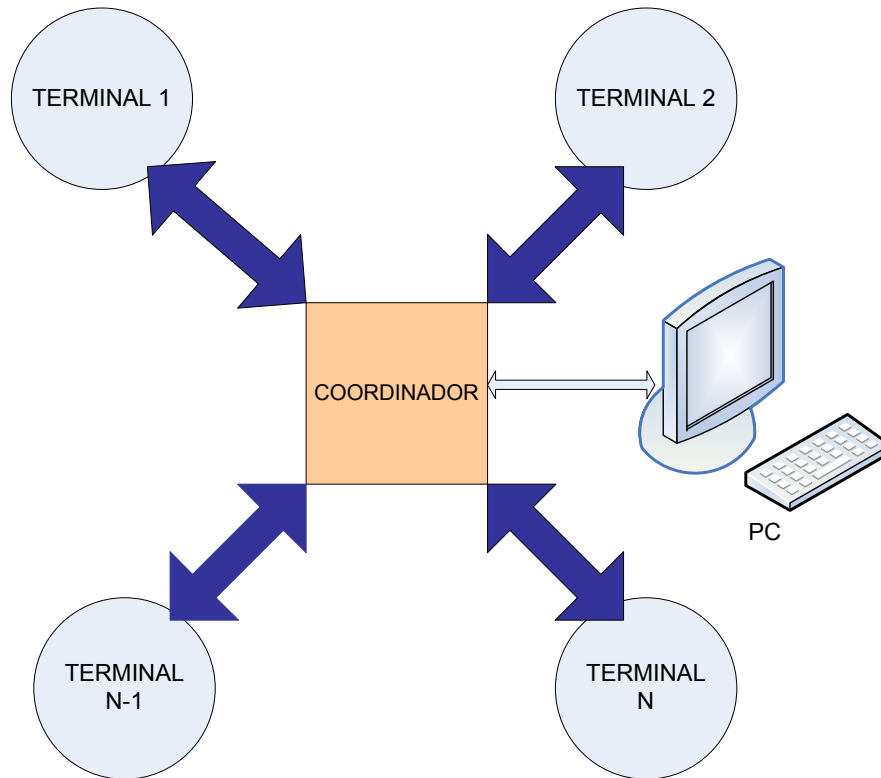 TERMINAL 1
TERMINAL 2
COORDINADOR
PC
TERMINAL
N-1
TERMINAL
N